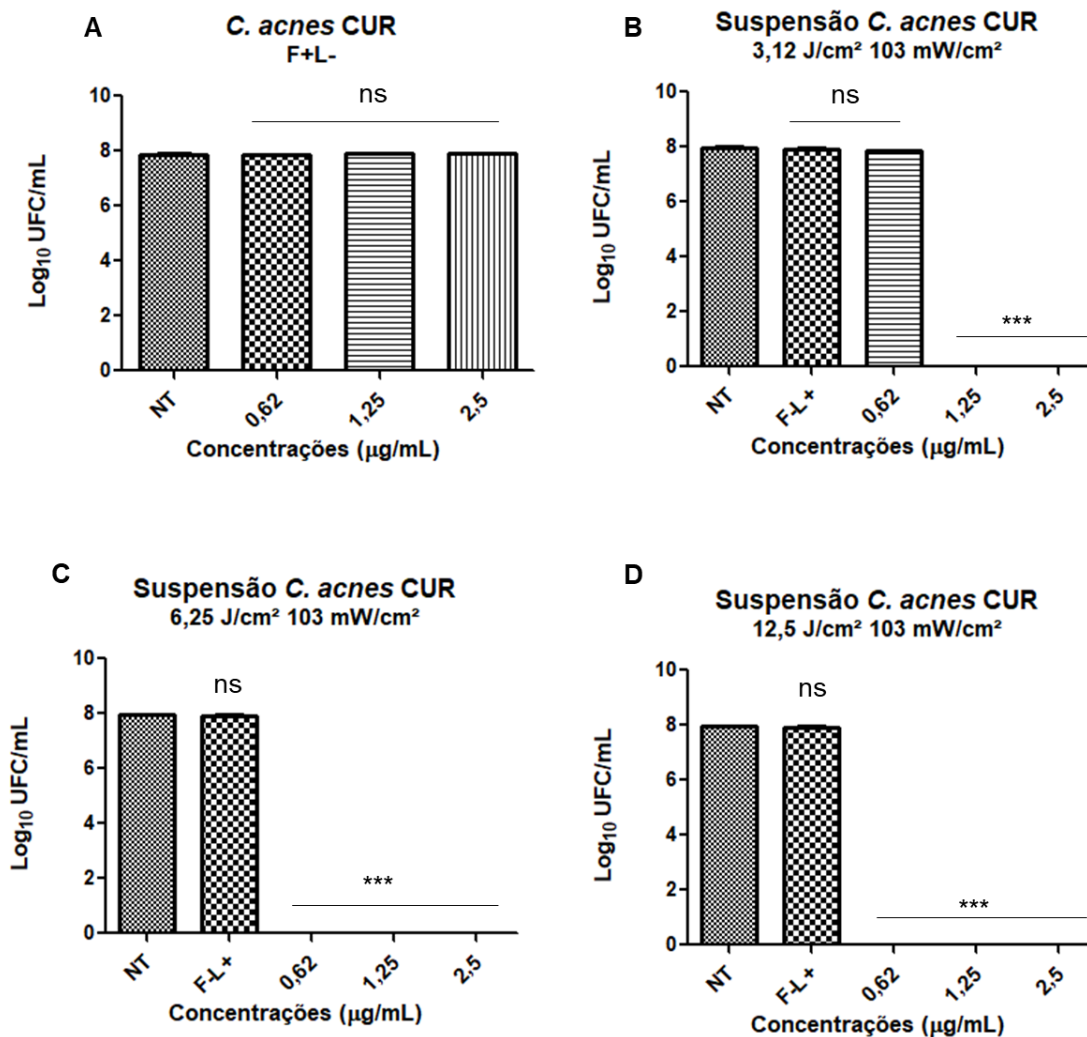 A
C. acnes CUR
F+L-
ns
10
8
6
4
2
0
Log10 UFC/mL
NT
0,62
1,25
2,5
Concentrações (µg/mL)
B
Suspensão C. acnes CUR
3,12 J/cm² 103 mW/cm²
ns
***
10
8
6
4
2
0
Log10 UFC/mL
NT
F-L+
0,62
1,25
2,5
Concentrações (µg/mL)
C
Suspensão C. acnes CUR
6,25 J/cm² 103 mW/cm²
ns
***
10
8
6
4
2
0
Log10 UFC/mL
NT
F-L+
0,62
1,25
2,5
Concentrações (µg/mL)
D
Suspensão C. acnes CUR
12,5 J/cm² 103 mW/cm²
ns
***
10
8
6
4
2
0
Log10 UFC/mL
NT
F-L+
0,62
1,25
2,5
Concentrações (µg/mL)